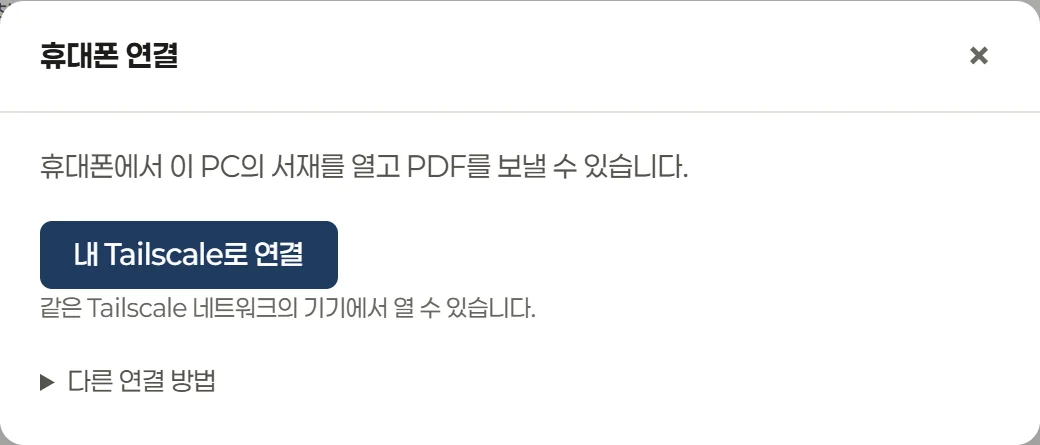 휴대폰 연결
휴대폰에서 이 PC의 서재를 열고 PDF를 보낼 수 있습니다.
내 Tailscale로 연결
같은 Tailscale 네트워크의 기기에서 열 수 있습니다.
▶ 다른 연결 방법